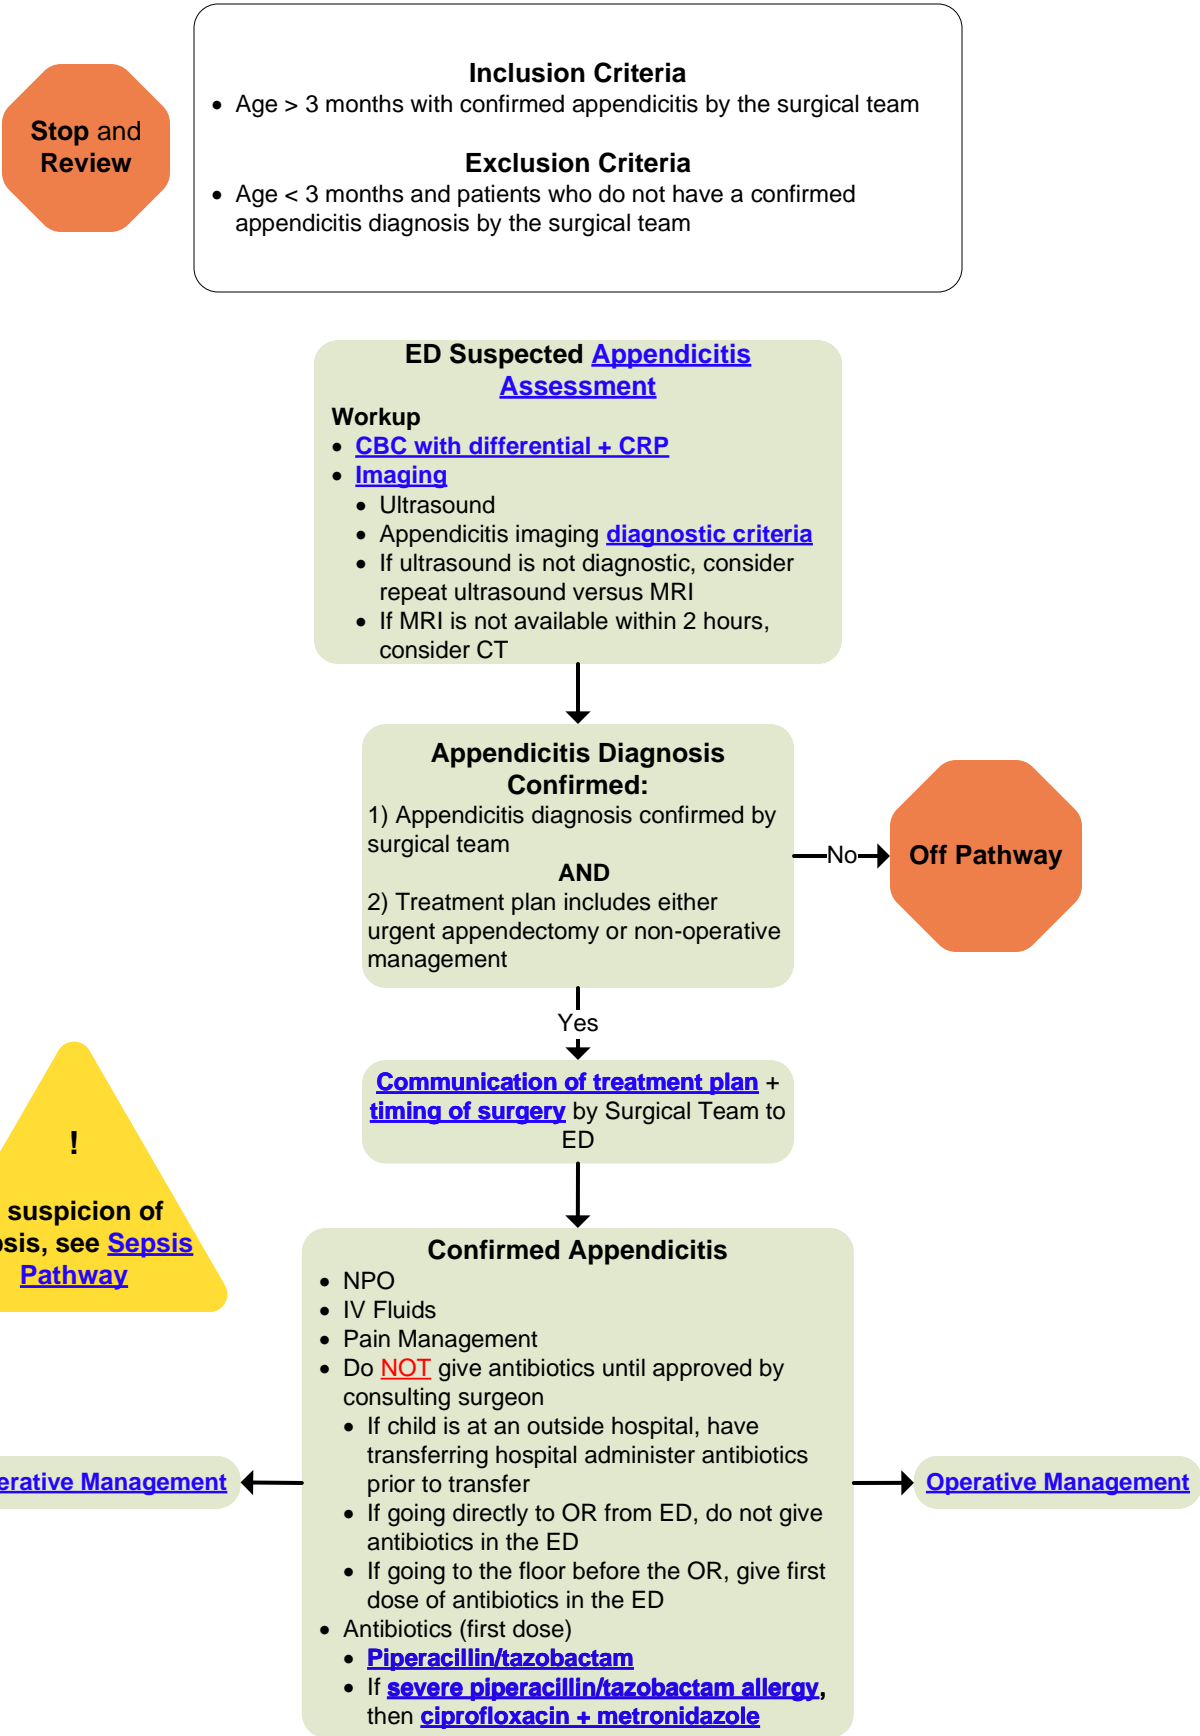 Stop and
Review
Inclusion Criteria
• Age > 3 months with confirmed appendicitis by the surgical team
Exclusion Criteria
• Age < 3 months and patients who do not have a confirmed
appendicitis diagnosis by the surgical team
ED Suspected Appendicitis
Assessment
Workup
• CBC with differential + CRP
• Imaging
• Ultrasound
• Appendicitis imaging diagnostic criteria
• If ultrasound is not diagnostic, consider
repeat ultrasound versus MRI
• If MRI is not available within 2 hours,
consider CT
Appendicitis Diagnosis
Confirmed:
1) Appendicitis diagnosis confirmed by
surgical team
AND
2) Treatment plan includes either
urgent appendectomy or non-operative
management
No
Off Pathway
Yes
Communication of treatment plan +
timing of surgery by Surgical Team to
ED
!
suspicion of
see Sepsis
Pathway
Confirmed Appendicitis
• NPO
• IV Fluids
• Pain Management
• Do NOT give antibiotics until approved by
consulting surgeon
• If child is at an outside hospital, have
transferring hospital administer antibiotics
prior to transfer
• If going directly to OR from ED, do not give
antibiotics in the ED
• If going to the floor before the OR, give first
dose of antibiotics in the ED
• Antibiotics (first dose)
• Piperacillin/tazobactam
• If severe piperacillin/tazobactam allergy,
then ciprofloxacin + metronidazole
Management
Operative Management